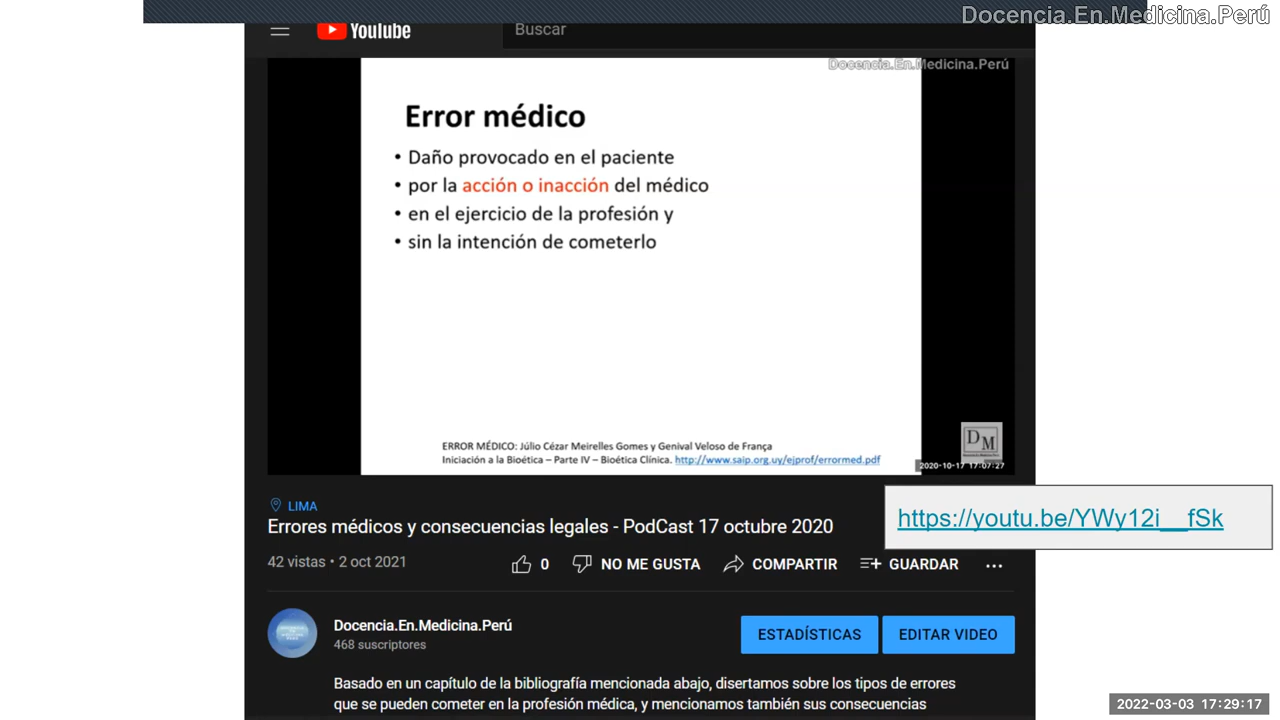 Docencia.En.Medicina.Perú
YouTube
Buscar
Docencia.En.Medicina.Perú
Error médico
• Daño provocado en el paciente
• por la acción o inacción del médico
• en el ejercicio de la profesión y
• sin la intención de cometerlo
ERROR MÉDICO: Júlio Cézar Meirelles Gomes y Genival Veloso de França
Iniciación a la Bioética – Parte IV – Bioética Clínica. http://www.saip.org.uy/ejprof/errormed.pdf
DM
2020-10-17 17:07:27
LIMA
Errores médicos y consecuencias legales - PodCast 17 octubre 2020
https://youtu.be/YWy12i__fSk
42 vistas • 2 oct 2021
0 NO ME GUSTA COMPARTIR GUARDAR ...
Docencia.En.Medicina.Perú
468 suscriptores
ESTADÍSTICAS EDITAR VIDEO
Basado en un capítulo de la bibliografía mencionada abajo, disertamos sobre los tipos de errores
que se pueden cometer en la profesión médica, y mencionamos también sus consecuencias
2022-03-03 17:29:17